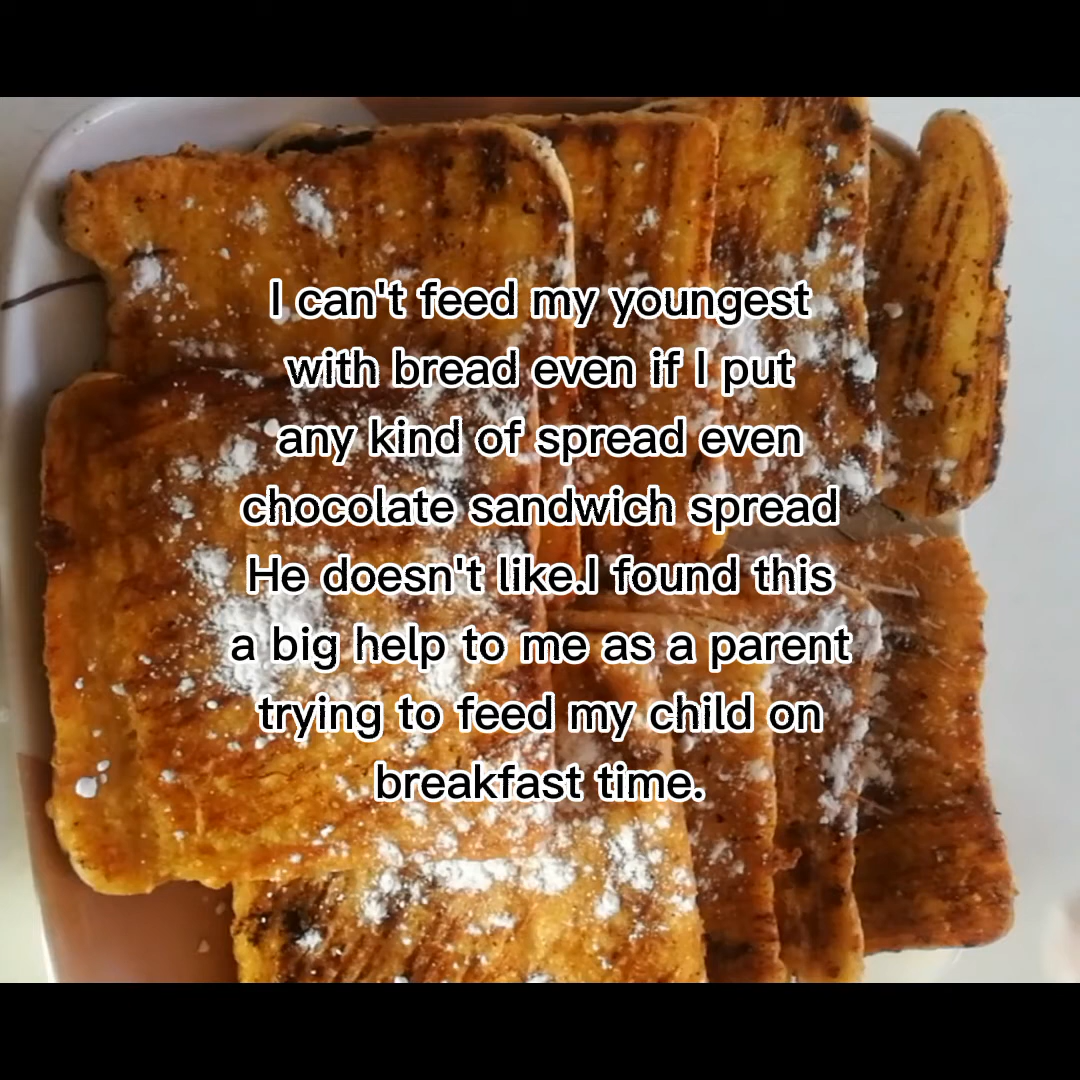 I can't feed my youngest
with bread even if I put
any kind of spread even
chocolate sandwich spread
He doesn't like.I found this
a big help to me as a parent
trying to feed my child on
breakfast time.